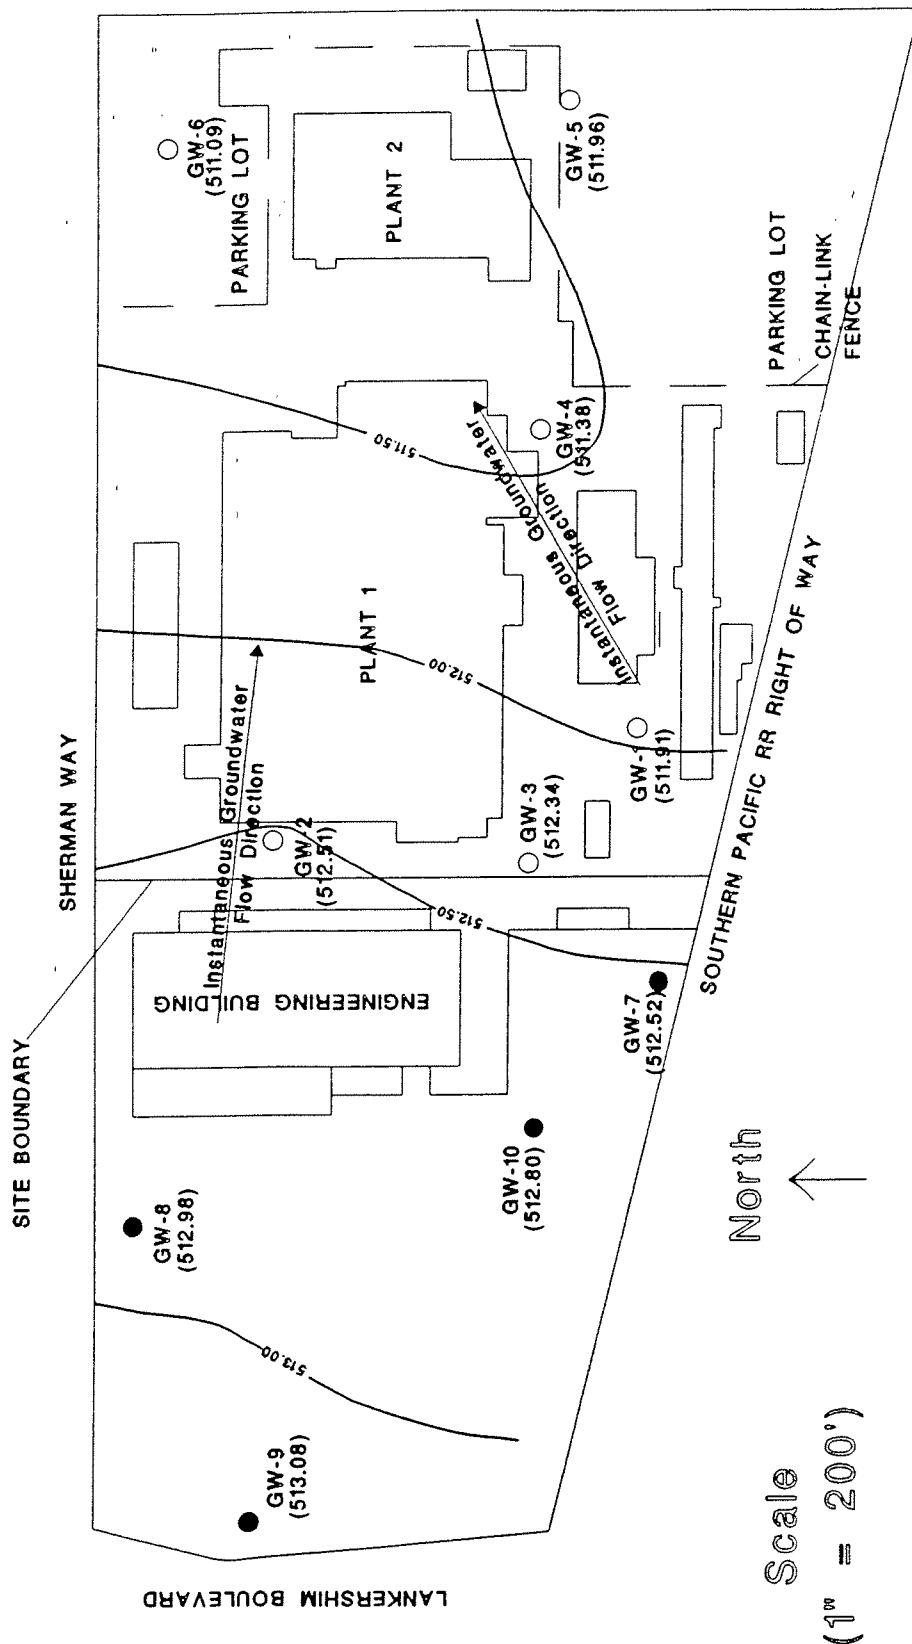 SITE BOUNDARY
SHERMAN WAY
LANKERSHIM BOULEVARD
GW-9
(513.08)
513.00
GW-8
(512.98)
GW-10
(512.80)
ENGINEERING BUILDING
Instantaneous Groundwater
Flow Direction
GW-7
(512.52)
512.50
GW-2
(512.51)
GW-3
(512.34)
GW-1
(511.91)
PLANT 1
512.00
Instantaneous Groundwater
Flow Direction
511.50
GW-4
(511.38)
GW-6
(511.09)
PARKING LOT
PLANT 2
GW-5
(511.96)
PARKING LOT
CHAIN-LINK
FENCE
SOUTHERN PACIFIC RR RIGHT OF WAY
North
Scale
(1" = 200')